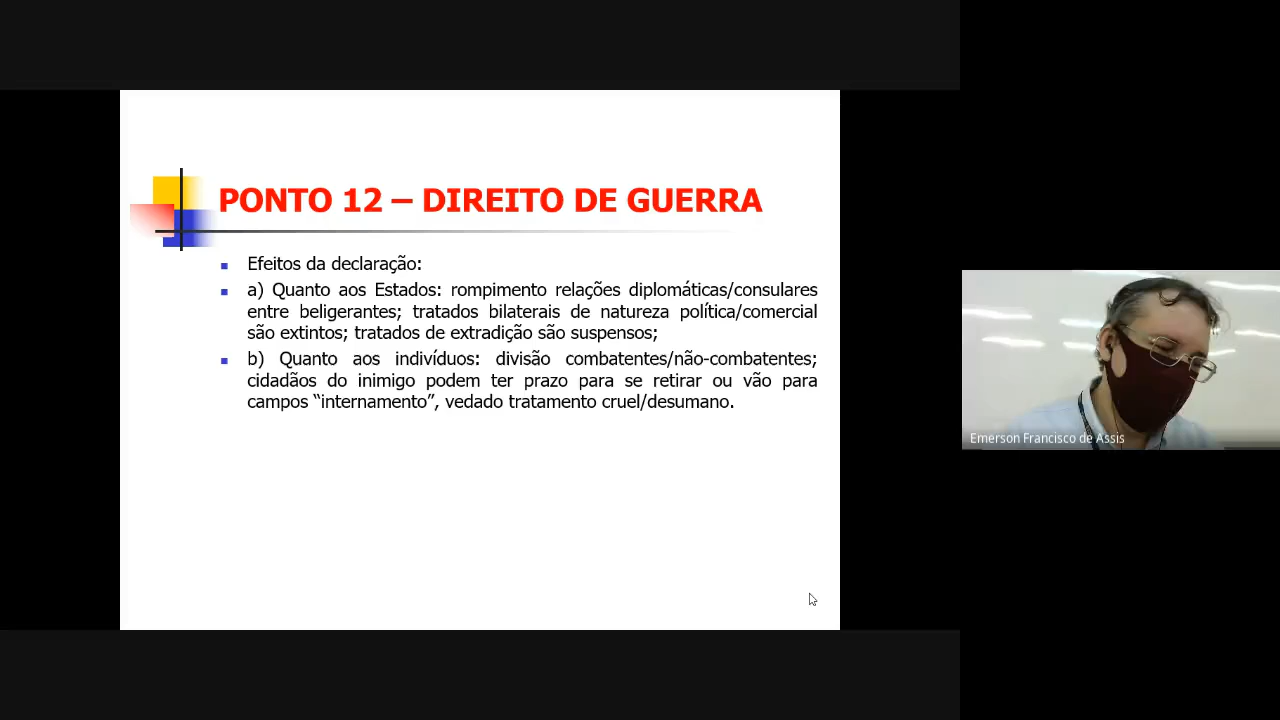 PONTO 12 – DIREITO DE GUERRA
Efeitos da declaração:
a) Quanto aos Estados: rompimento relações diplomáticas/consulares
entre beligerantes; tratados bilaterais de natureza política/comercial
são extintos; tratados de extradição são suspensos;
b) Quanto aos indivíduos: divisão combatentes/não-combatentes;
cidadãos do inimigo podem ter prazo para se retirar ou vão para
campos “internamento”, vedado tratamento cruel/desumano.
Emerson Francisco de Assis